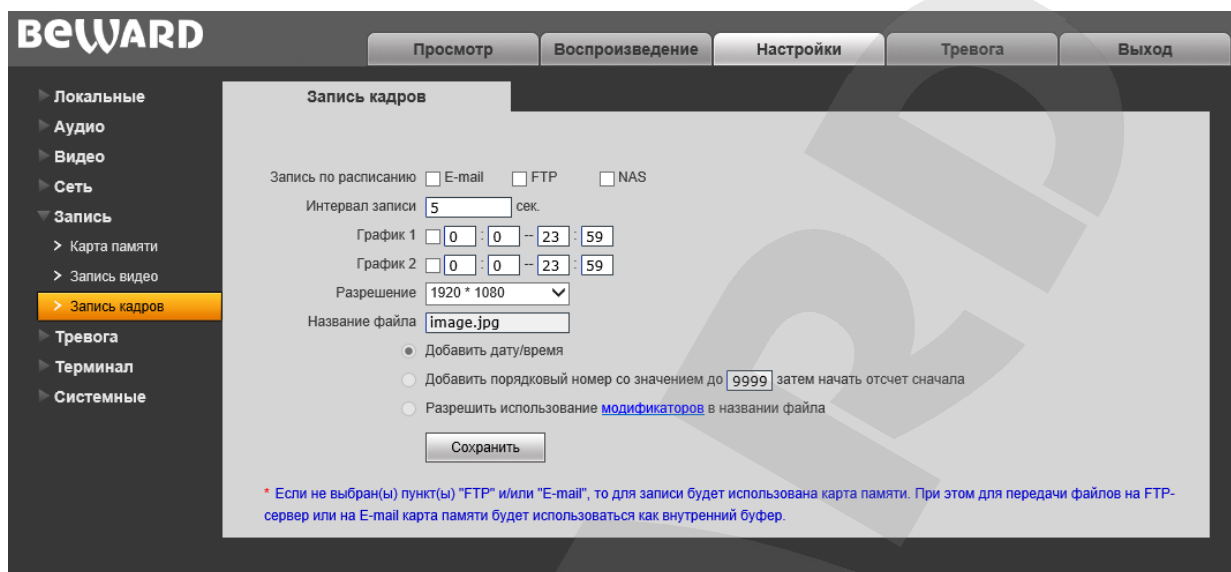 BEWARD
Просмотр Воспроизведение Настройки Тревога Выход
Локальные
Аудио
Видео
Сеть
Запись
> Карта памяти
> Запись видео
> Запись кадров
Тревога
Терминал
Системные
Запись кадров
Запись по расписанию E-mail FTP NAS
Интервал записи 5 сек.
График 1 0 : 0 -- 23 : 59
График 2 0 : 0 -- 23 : 59
Разрешение 1920 * 1080
Название файла image.jpg
Добавить дату/время
Добавить порядковый номер со значением до 9999 затем начать отсчет сначала
Разрешить использование модификаторов в названии файла
Сохранить
* Если не выбран(ы) пункт(ы) "FTP" и/или "E-mail", то для записи будет использована карта памяти. При этом для передачи файлов на FTP-
сервер или на E-mail карта памяти будет использоваться как внутренний буфер.